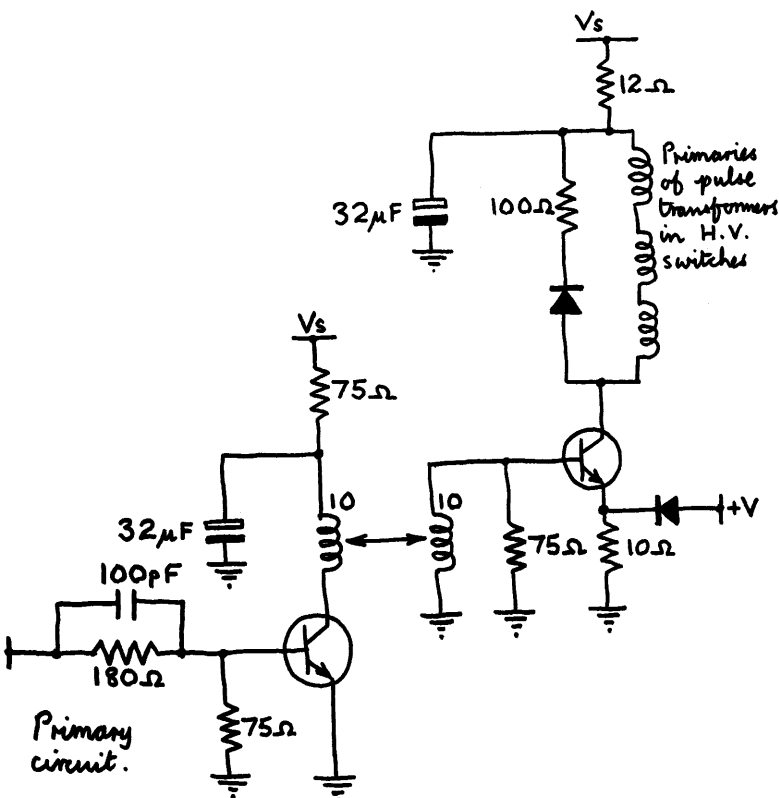 Vs
12Ω
Primaries
of pulse
transformers
in H.V.
switches
32μF
100Ω
Vs
75Ω
10
10
32μF
+V
75Ω
10Ω
100pF
180Ω
75Ω
Primary
circuit.